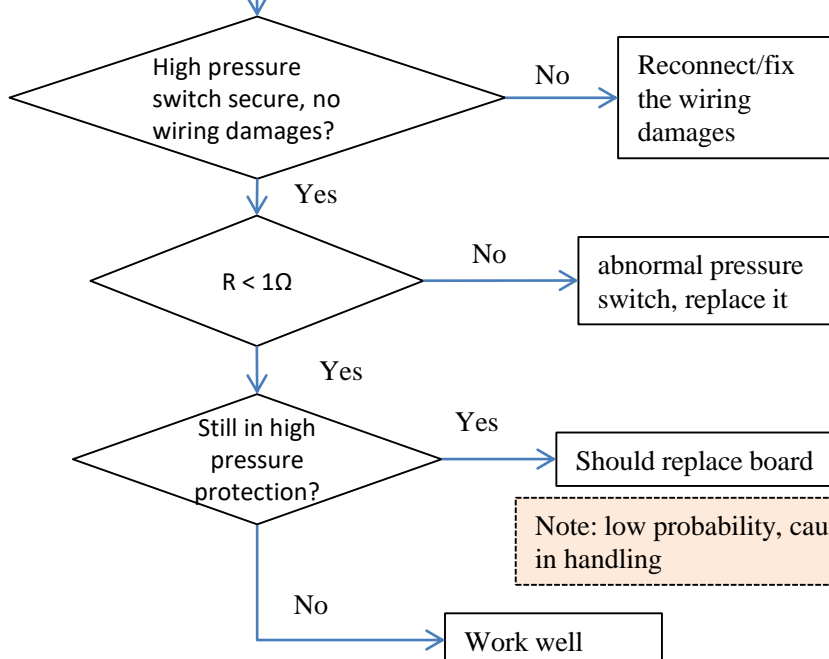 High pressure
switch secure, no
wiring damages?
No
Reconnect/fix
the wiring
damages
Yes
R < 1Ω
No
abnormal pressure
switch, replace it
Yes
Still in high
pressure
protection?
Yes
Should replace board
Note: low probability,
in handling
No
Work well